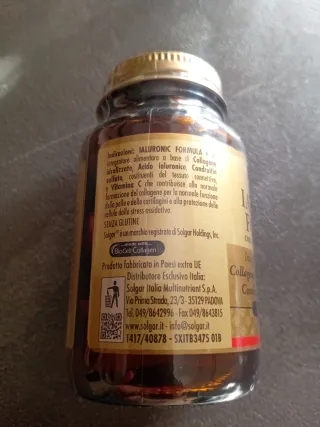 Indicazioni: IALURONIC FORMULA è un
integratore alimentare a base di Collagene
idrolizzato, Acido ialuronico, Condroitin
solfato, costituenti del tessuto connettivo,
e Vitamina C che contribuisce alla normale
formazione del collagene per la normale funzione
della pelle e delle cartilagini e alla protezione delle
cellule dallo stress ossidativo.
SENZA GLUTINE
Solgar è un marchio registrato di Solgar Holdings, Inc.
BioCell Collagen
Prodotto fabbricato in Paesi extra UE
Distributore Esclusivo Italia:
Solgar Italia Multinutrient S.p.A.
Via Prima Strada, 23/3 - 35129 PADOVA
Tel. 049/8642996 - Fax 049/8643815
www.solgar.it - info@solgar.it
1417/40878 - SXITB3475 01B